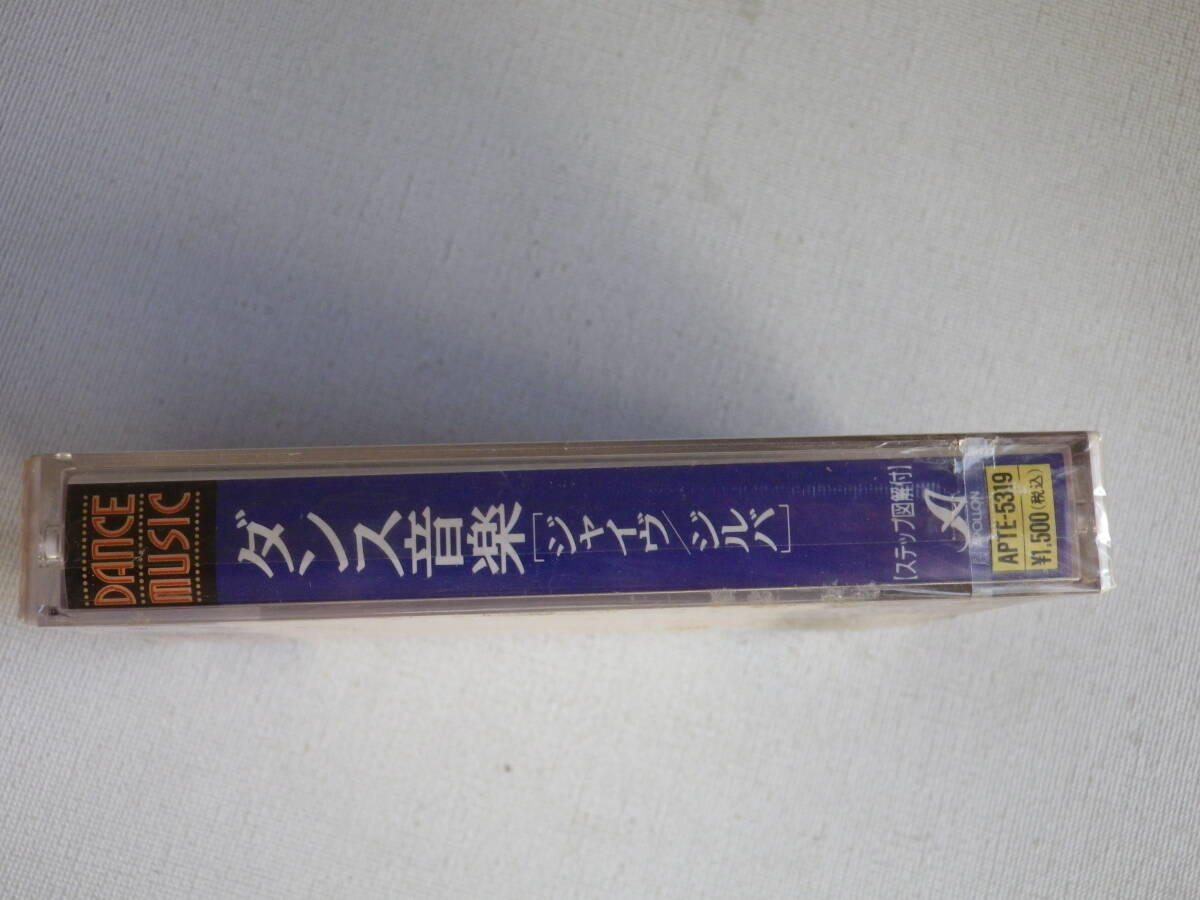 DANCE
MUSIC
ダンス音楽[ジャイヴ/ジルバ]
【ステップ図解付】
APOLLON
APTE-5319
¥1,500(税込)